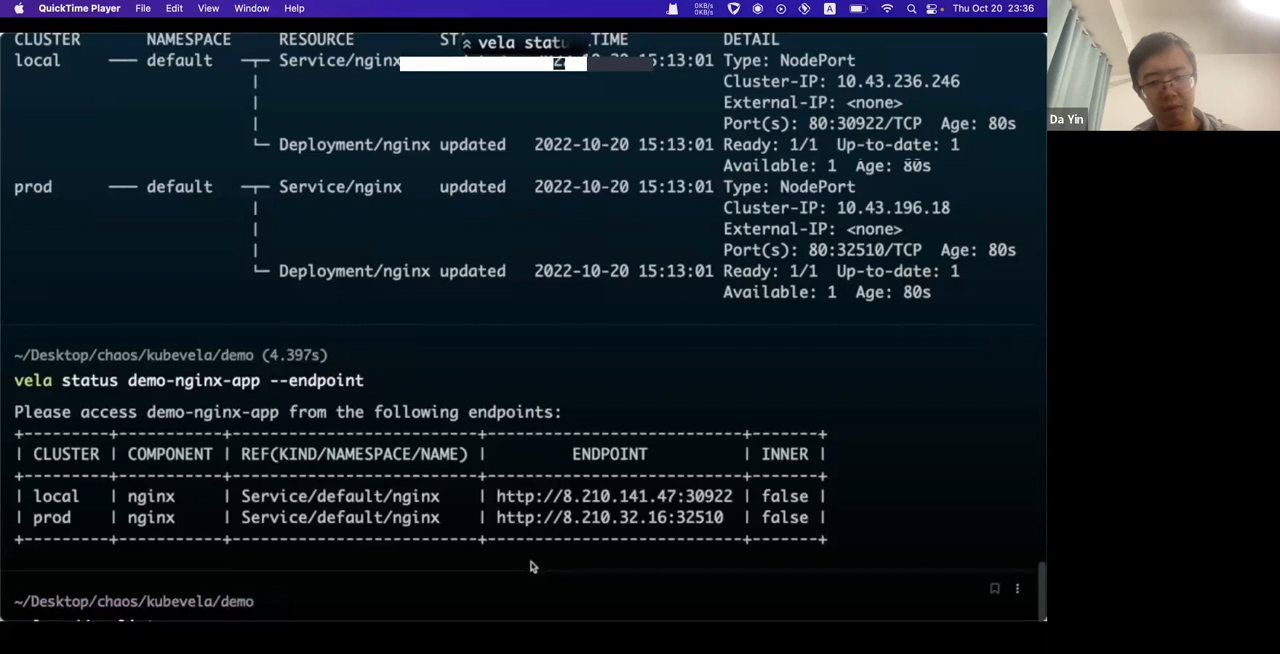 QuickTime Player File Edit View Window Help 0KB/s 0KB/s A Thu Oct 20 23:36
CLUSTER NAMESPACE RESOURCE ST TIME DETAIL
vela statu
local default Service/nginx 15:13:01 Type: NodePort
Cluster-IP: 10.43.236.246
External-IP: <none>
Port(s): 80:30922/TCP Age: 80s
Deployment/nginx updated 2022-10-20 15:13:01 Ready: 1/1 Up-to-date: 1
Available: 1 Age: 80s
prod default Service/nginx updated 2022-10-20 15:13:01 Type: NodePort
Cluster-IP: 10.43.196.18
External-IP: <none>
Port(s): 80:32510/TCP Age: 80s
Deployment/nginx updated 2022-10-20 15:13:01 Ready: 1/1 Up-to-date: 1
Available: 1 Age: 80s
~/Desktop/chaos/kubevela/demo (4.397s)
vela status demo-nginx-app --endpoint
Please access demo-nginx-app from the following endpoints:
| CLUSTER | COMPONENT | REF(KIND/NAMESPACE/NAME) | ENDPOINT | INNER |
| local | nginx | Service/default/nginx | http://8.210.141.47:30922 | false |
| prod | nginx | Service/default/nginx | http://8.210.32.16:32510 | false |
~/Desktop/chaos/kubevela/demo
Da Yin